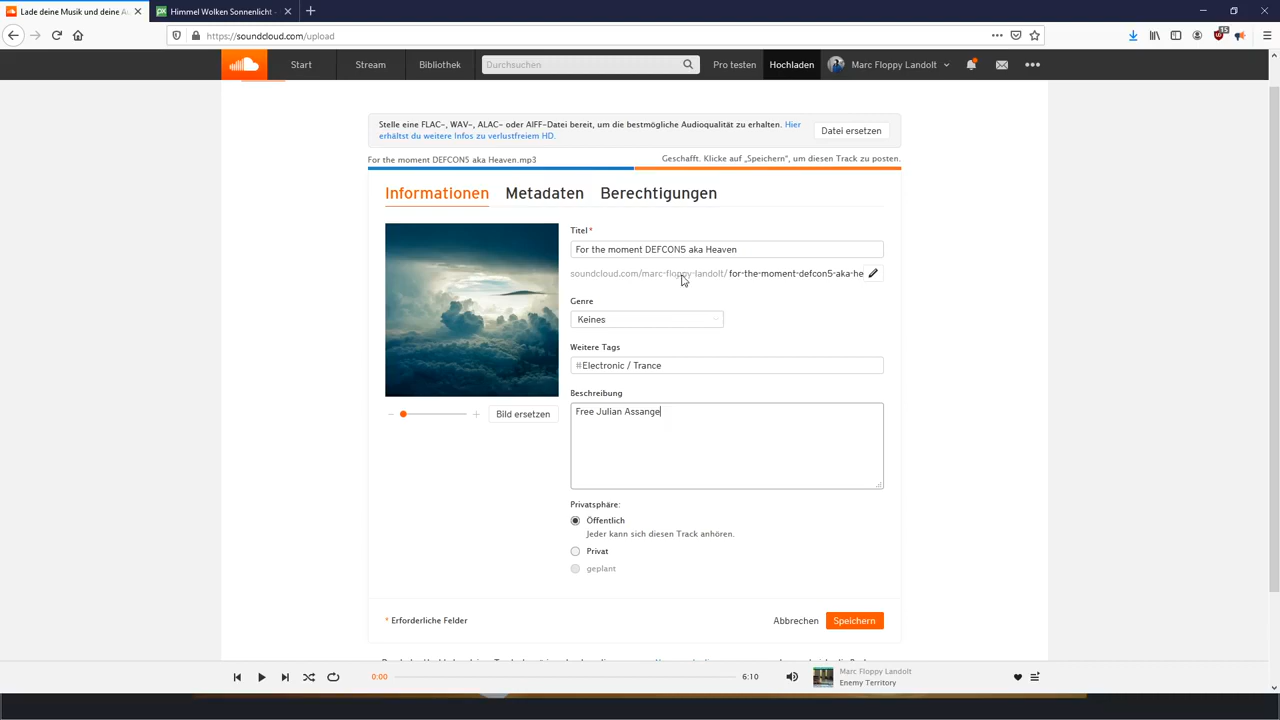 Lade deine Musik und deine Au
Himmel Wolken Sonnenlicht -
https://soundcloud.com/upload
15
Start
Stream
Bibliothek
Durchsuchen
Pro testen
Hochladen
Marc Floppy Landolt
Stelle eine FLAC-, WAV-, ALAC- oder AIFF-Datei bereit, um die bestmögliche Audioqualität zu erhalten. Hier
erhältst du weitere Infos zu verlustfreiem HD.
Datei ersetzen
For the moment DEFCON5 aka Heaven.mp3
Geschafft. Klicke auf „Speichern“, um diesen Track zu posten.
Informationen
Metadaten
Berechtigungen
Titel*
For the moment DEFCON5 aka Heaven
soundcloud.com/marc-floppy-landolt/ for-the-moment-defcon5-aka-he
Genre
Keines
Weitere Tags
#Electronic / Trance
Beschreibung
Free Julian Assange
Bild ersetzen
Privatsphäre:
Öffentlich
Jeder kann sich diesen Track anhören.
Privat
geplant
* Erforderliche Felder
Abbrechen
Speichern
0:00
6:10
Marc Floppy Landolt
Enemy Territory